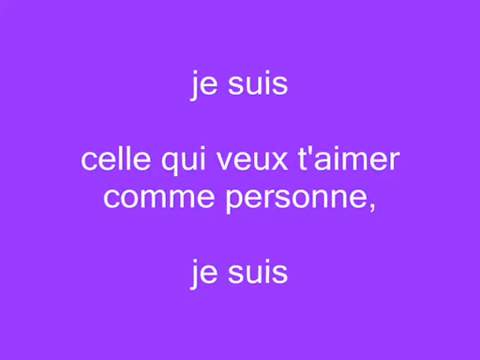 je suis
celle qui veux t'aimer
comme personne,
je suis